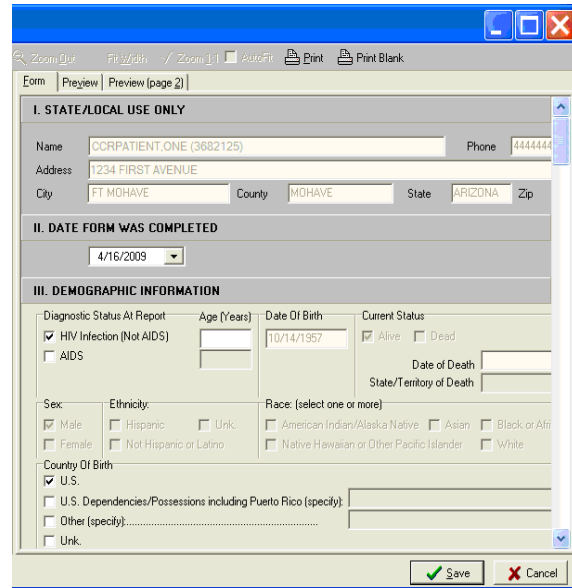 Zoom Out Fit Width Zoom 1:1 AutoFit Print Print Blank
Form Preview Preview (page 2)
I. STATE/LOCAL USE ONLY
Name CCRPATIENT,ONE (3682125) Phone 4444444
Address 1234 FIRST AVENUE
City FT MOHAVE County MOHAVE State ARIZONA Zip
II. DATE FORM WAS COMPLETED
4/16/2009
III. DEMOGRAPHIC INFORMATION
Diagnostic Status At Report Age (Years) Date Of Birth Current Status
HIV Infection (Not AIDS) 10/14/1957 Alive Dead
AIDS Date of Death
State/Territory of Death
Sex: Ethnicity: Race: (select one or more)
Male Hispanic Unk. American Indian/Alaska Native Asian Black or Afri
Female Not Hispanic or Latino Native Hawaiian or Other Pacific Islander White
Country Of Birth
U.S.
U.S. Dependencies/Possessions including Puerto Rico (specify):
Other (specify):......................................................................
Unk.
Save Cancel